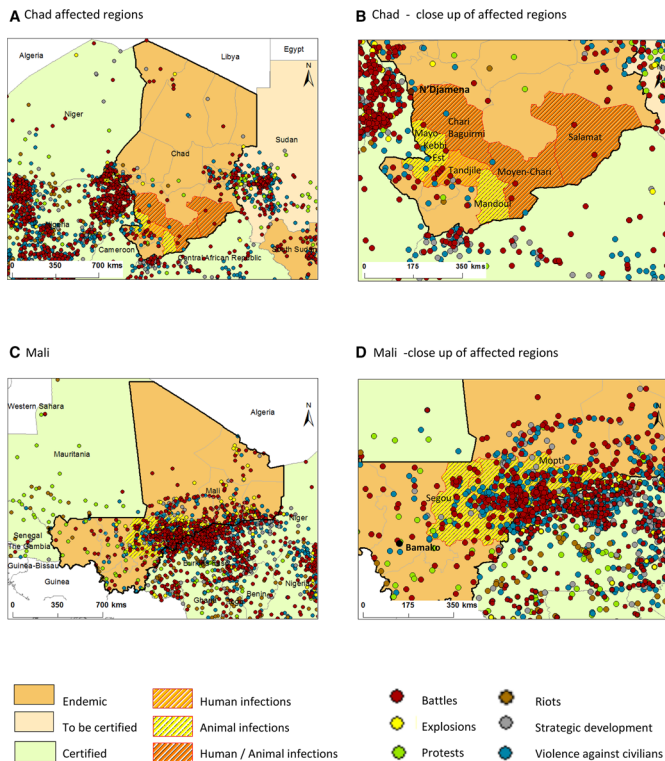 A Chad affected regions
Algeria
Libya
Egypt
N
Niger
Sudan
Chad
Cameroon
Central African Republic
South Sudan
0 350 700 kms
B Chad - close up of affected regions
N
N'Djamena
Chari
Baguirmi
Mayo-
Kebbi
Est
Salamat
Tandjile
Moyen-Chari
Mandoul
0 175 350 kms
C Mali
Western Sahara
Algeria
N
Mauritania
Mali
Niger
Senegal
The Gambia
Guinea-Bissau
Guinea
Benin
0 350 700 kms
D Mali -close up of affected regions
N
Mopti
Segou
Bamako
0 175 350 kms
Endemic
To be certified
Certified
Human infections
Animal infections
Human / Animal infections
Battles
Explosions
Protests
Riots
Strategic development
Violence against civilians